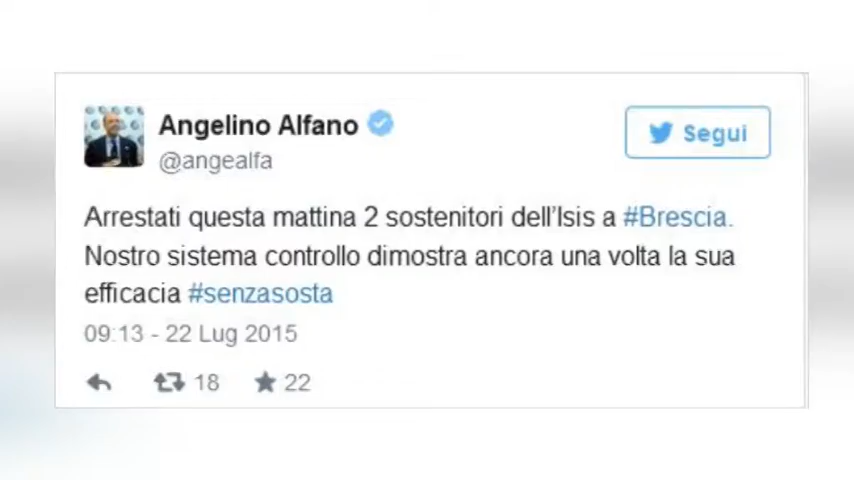 Angelino Alfano
@angealfa
Segui
Arrestati questa mattina 2 sostenitori dell'Isis a #Brescia.
Nostro sistema controllo dimostra ancora una volta la sua
efficacia #senzasosta
09:13 - 22 Lug 2015
18 22